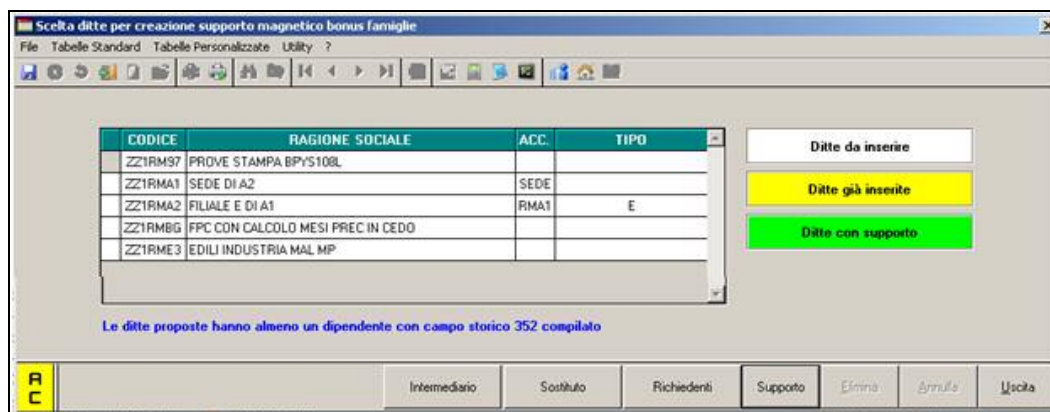 Scelta ditte per creazione supporto magnetico bonus famiglie
File Tabelle Standard Tabelle Personalizzate Utility ?
CODICE RAGIONE SOCIALE ACC. TIPO
ZZ1RM97 PROVE STAMPA BPYS108L
ZZ1RMA1 SEDE DI A2 SEDE
ZZ1RMA2 FILIALE E DI A1 RMA1 E
ZZ1RMBG FPC CON CALCOLO MESI PREC IN CEDO
ZZ1RME3 EDILI INDUSTRIA MAL MP
Ditte da inserire
Ditte già inserite
Ditte con supporto
Le ditte proposte hanno almeno un dipendente con campo storico 352 compilato
A C
Intermediario Sostituto Richiedenti Supporto Elimina Annulla Uscita